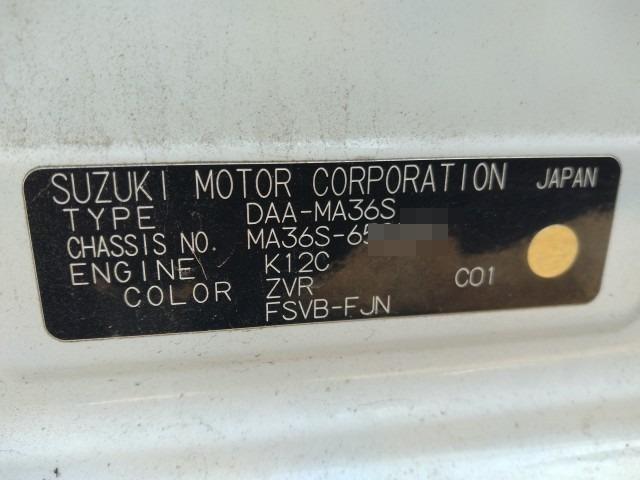 SUZUKI MOTOR CORPORATION JAPAN
TYPE DAA-MA36S
CHASSIS NO. MA36S-65
ENGINE K12C
COLOR ZVR C01
FSVB-FJN